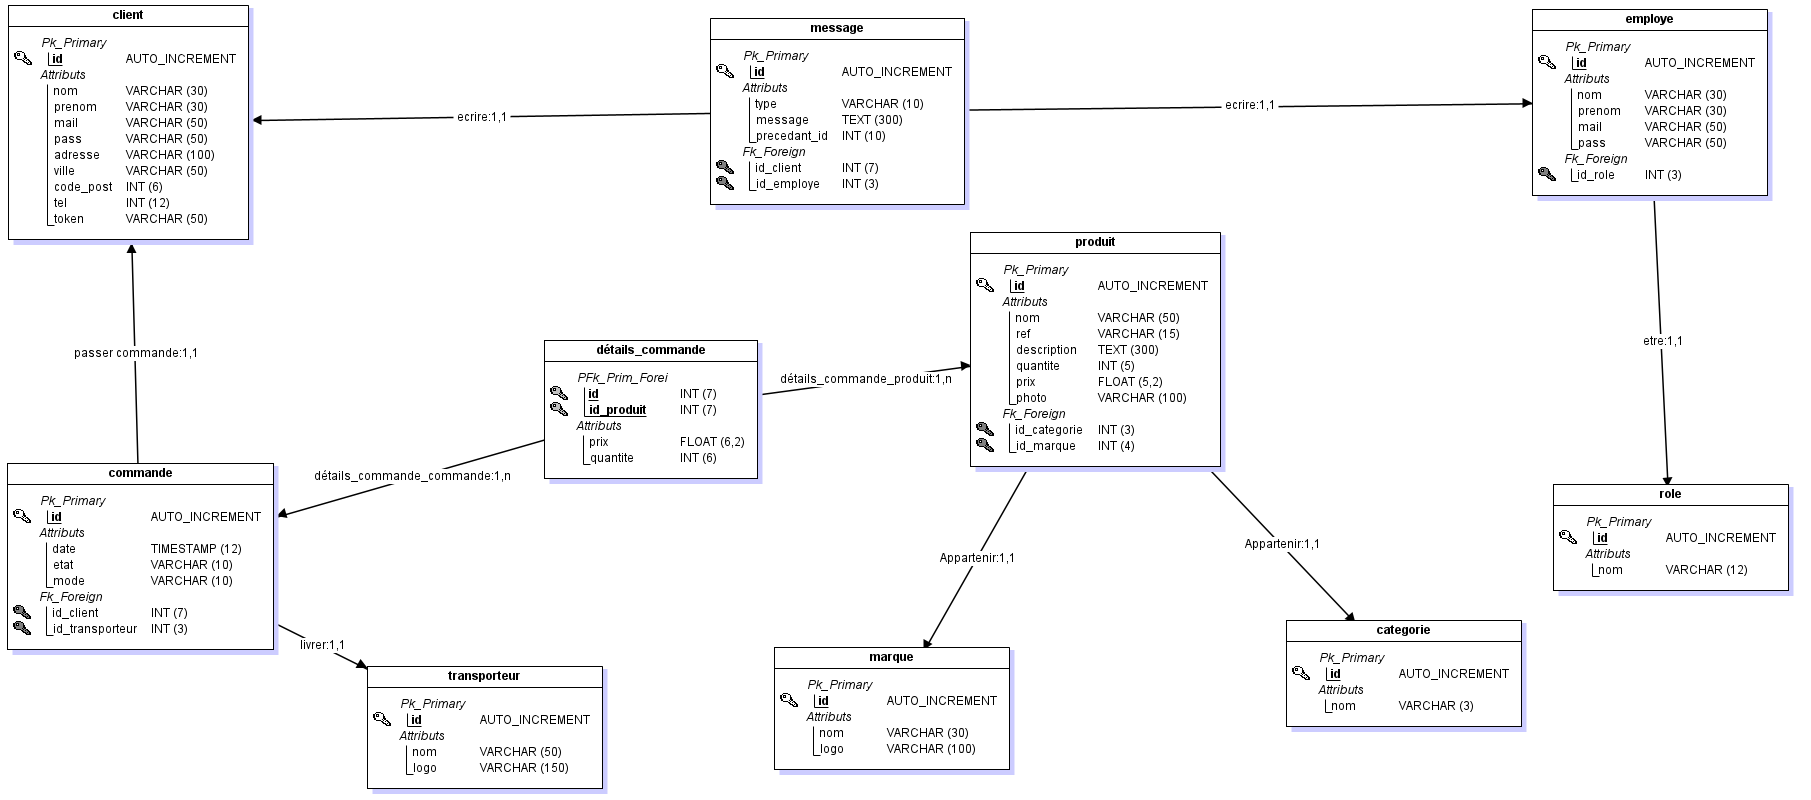 client
Pk_Primary
id AUTO_INCREMENT
Attributs
nom VARCHAR (30)
prenom VARCHAR (30)
mail VARCHAR (50)
pass VARCHAR (50)
adresse VARCHAR (100)
ville VARCHAR (50)
code_post INT (6)
tel INT (12)
token VARCHAR (50)
ecrire:1,1
message
Pk_Primary
id AUTO_INCREMENT
Attributs
type VARCHAR (10)
message TEXT (300)
precedant_id INT (10)
Fk_Foreign
id_client INT (7)
id_employe INT (3)
ecrire:1,1
employe
Pk_Primary
id AUTO_INCREMENT
Attributs
nom VARCHAR (30)
prenom VARCHAR (30)
mail VARCHAR (50)
pass VARCHAR (50)
Fk_Foreign
id_role INT (3)
passer commande:1,1
détails_commande
PFk_Prim_Forei
id INT (7)
id_produit INT (7)
Attributs
prix FLOAT (6,2)
quantite INT (6)
détails_commande_produit:1,n
détails_commande_commande:1,n
produit
Pk_Primary
id AUTO_INCREMENT
Attributs
nom VARCHAR (50)
ref VARCHAR (15)
description TEXT (300)
quantite INT (5)
prix FLOAT (5,2)
photo VARCHAR (100)
Fk_Foreign
id_categorie INT (3)
id_marque INT (4)
etre:1,1
commande
Pk_Primary
id AUTO_INCREMENT
Attributs
date TIMESTAMP (12)
etat VARCHAR (10)
mode VARCHAR (10)
Fk_Foreign
id_client INT (7)
id_transporteur INT (3)
livrer:1,1
Appartenir:1,1
Appartenir:1,1
role
Pk_Primary
id AUTO_INCREMENT
Attributs
nom VARCHAR (12)
transporteur
Pk_Primary
id AUTO_INCREMENT
Attributs
nom VARCHAR (50)
logo VARCHAR (150)
marque
Pk_Primary
id AUTO_INCREMENT
Attributs
nom VARCHAR (30)
logo VARCHAR (100)
categorie
Pk_Primary
id AUTO_INCREMENT
Attributs
nom VARCHAR (3)